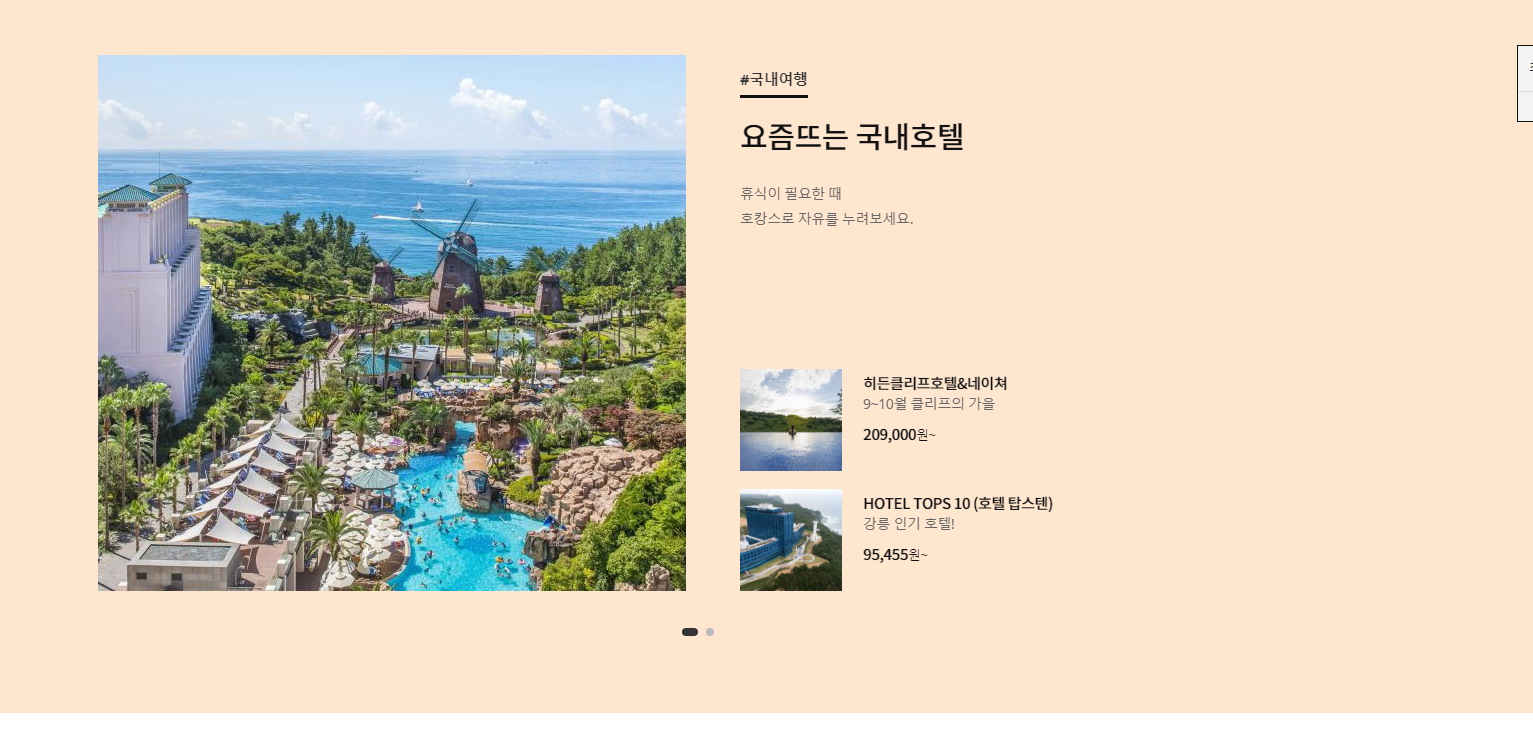 #국내여행
요즘뜨는 국내호텔
휴식이 필요한 때
호캉스로 자유를 누려보세요.
히든클리프호텔&네이쳐
9~10월 클리프의 가을
209,000원~
HOTEL TOPS 10 (호텔 탑스텐)
강릉 인기 호텔!
95,455원~